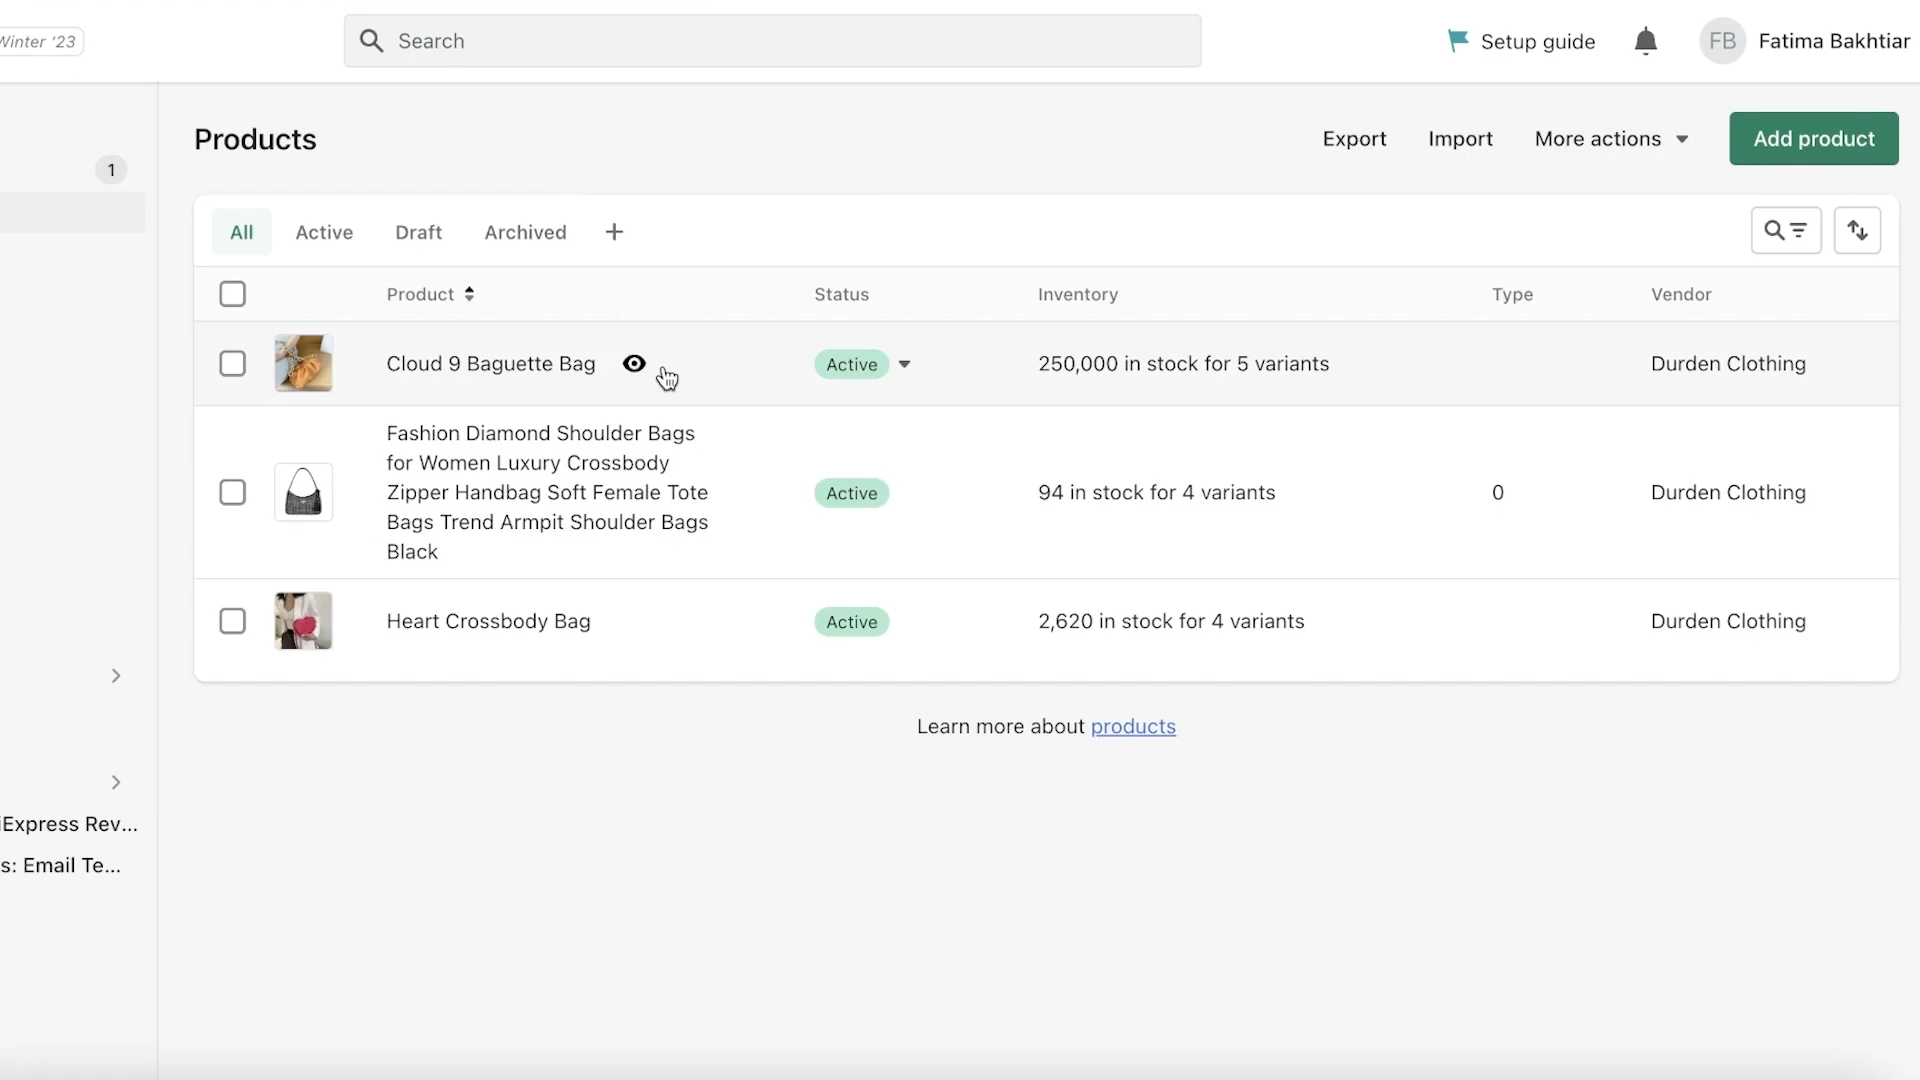 Winter '23
Search
Setup guide
FB
Fatima Bakhtiar
Products
Export
Import
More actions
Add product
1
All
Active
Draft
Archived
Product
Status
Inventory
Type
Vendor
Cloud 9 Baguette Bag
Active
250,000 in stock for 5 variants
Durden Clothing
Fashion Diamond Shoulder Bags
for Women Luxury Crossbody
Zipper Handbag Soft Female Tote
Bags Trend Armpit Shoulder Bags
Black
Active
94 in stock for 4 variants
0
Durden Clothing
Heart Crossbody Bag
Active
2,620 in stock for 4 variants
Durden Clothing
Learn more about products
iExpress Rev...
s: Email Te...